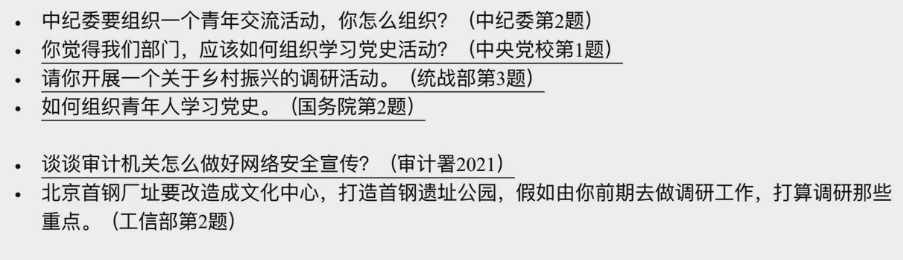 • 中纪委要组织一个青年交流活动，你怎么组织？（中纪委第2题）
• 你觉得我们部门，应该如何组织学习党史活动？（中央党校第1题）
• 请你开展一个关于乡村振兴的调研活动。（统战部第3题）
• 如何组织青年人学习党史。（国务院第2题）
• 谈谈审计机关怎么做好网络安全宣传？（审计署2021）
• 北京首钢厂址要改造成文化中心，打造首钢遗址公园，假如由你前期去做调研工作，打算调研那些
重点。（工信部第2题）